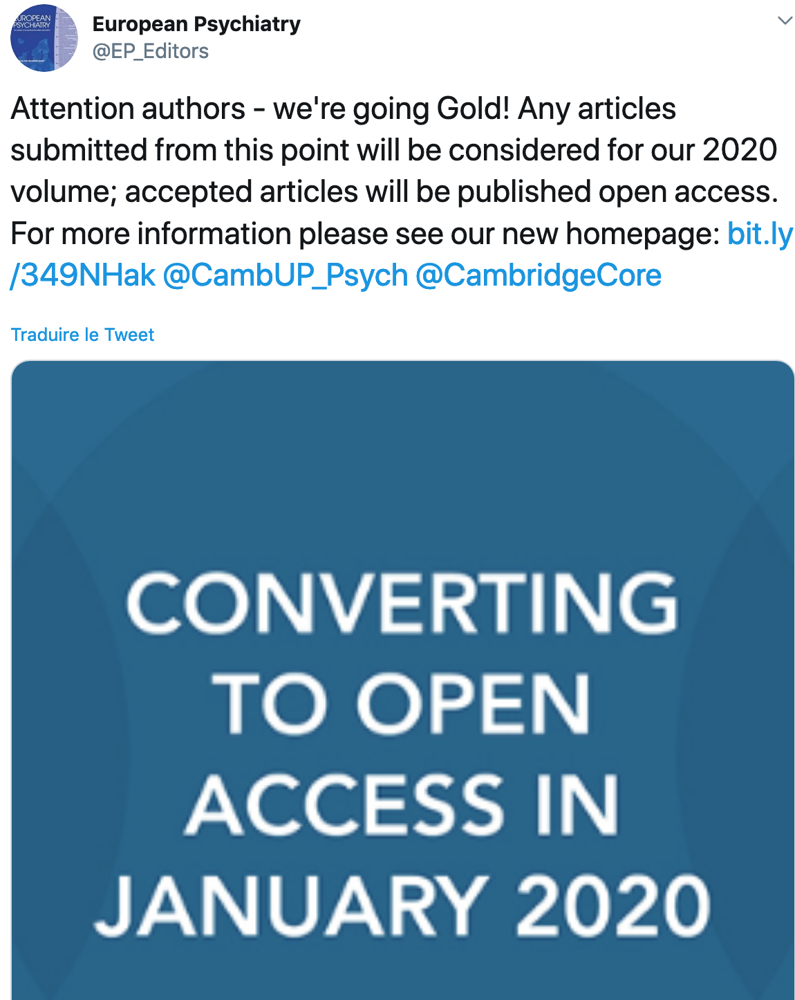 EUROPEAN
PSYCHIATRY
European Psychiatry
@EP_Editors
Attention authors - we're going Gold! Any articles
submitted from this point will be considered for our 2020
volume; accepted articles will be published open access.
For more information please see our new homepage: bit.ly
/349NHak @CambUP_Psych @CambridgeCore
Traduire le Tweet
CONVERTING
TO OPEN
ACCESS IN
JANUARY 2020